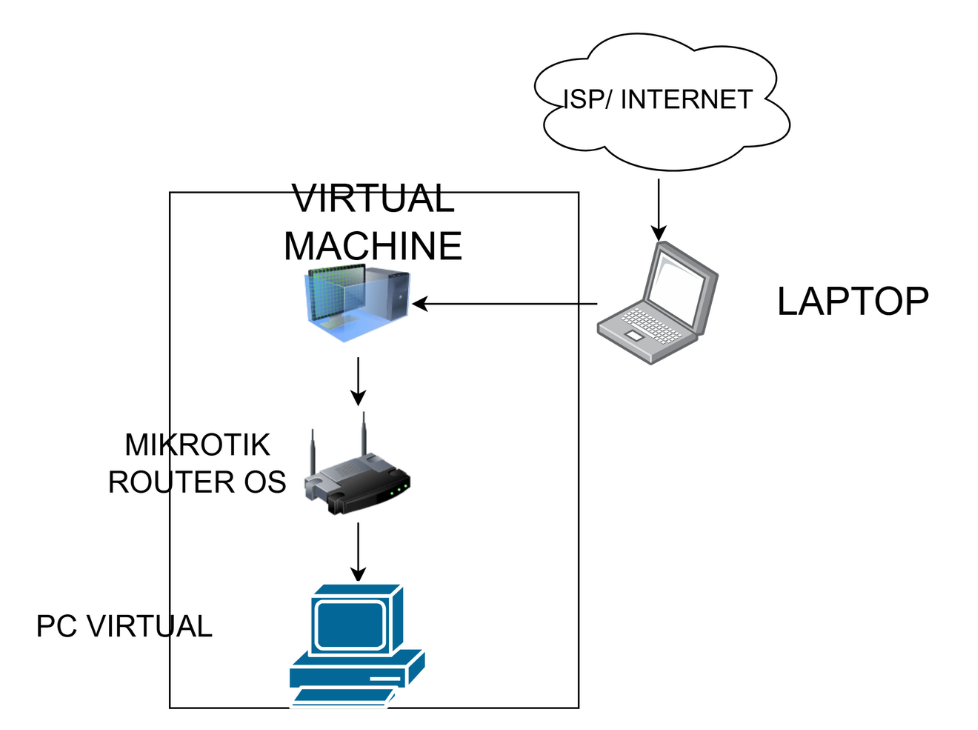 ISP/ INTERNET
VIRTUAL
MACHINE
LAPTOP
MIKROTIK
ROUTER OS
PC VIRTUAL